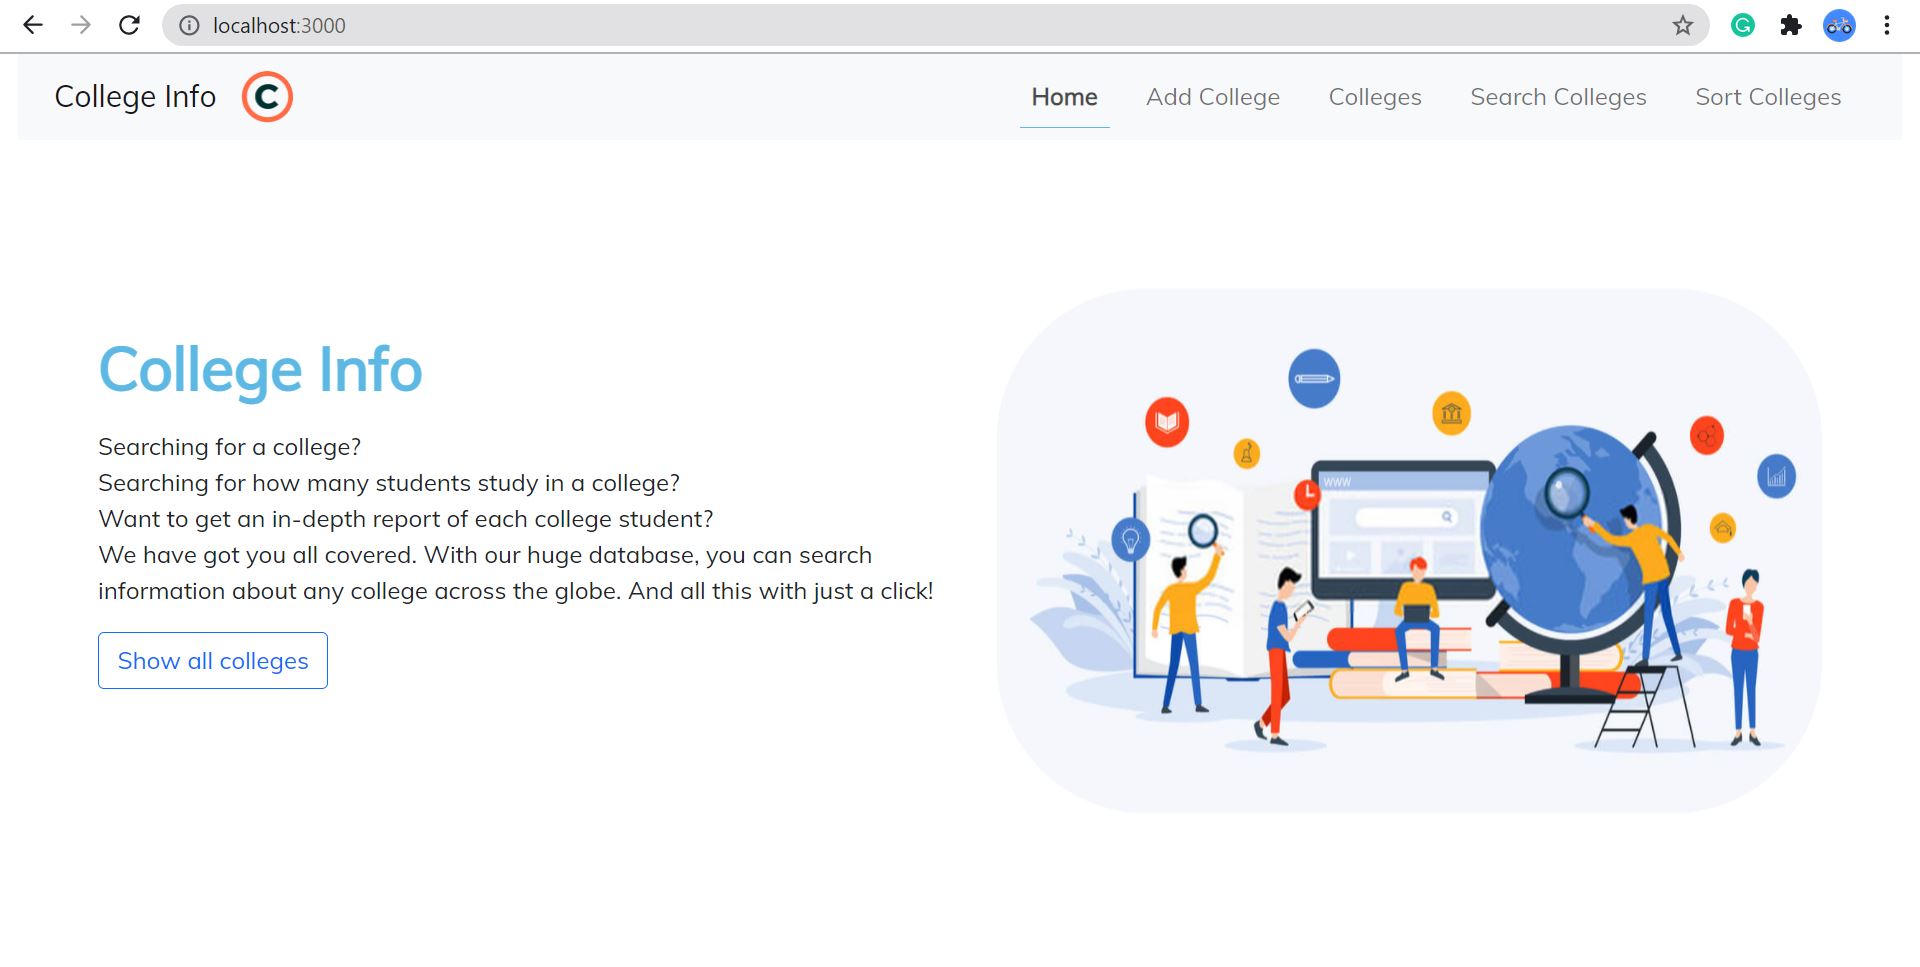 localhost:3000
College Info C
Home Add College Colleges Search Colleges Sort Colleges
College Info
Searching for a college?
Searching for how many students study in a college?
Want to get an in-depth report of each college student?
We have got you all covered. With our huge database, you can search
information about any college across the globe. And all this with just a click!
Show all colleges
WWW